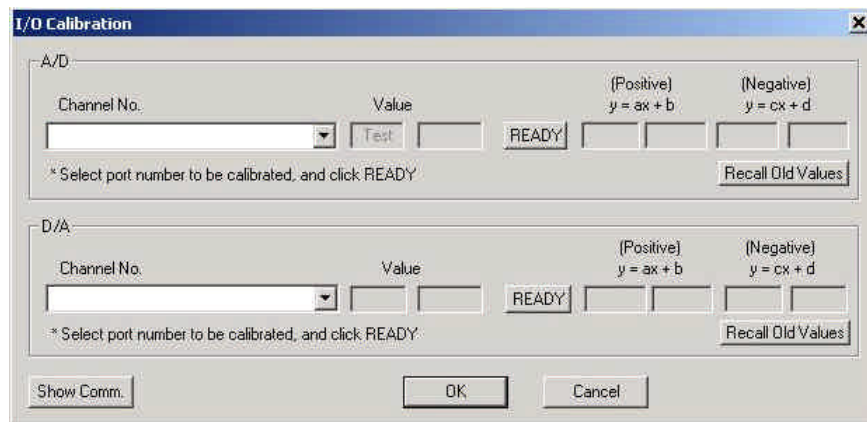 I/O Calibration
A/D
(Positive) (Negative)
Channel No. Value y = ax + b y = cx + d
Test READY
* Select port number to be calibrated, and click READY Recall Old Values
D/A
(Positive) (Negative)
Channel No. Value y = ax + b y = cx + d
READY
* Select port number to be calibrated, and click READY Recall Old Values
Show Comm. OK Cancel